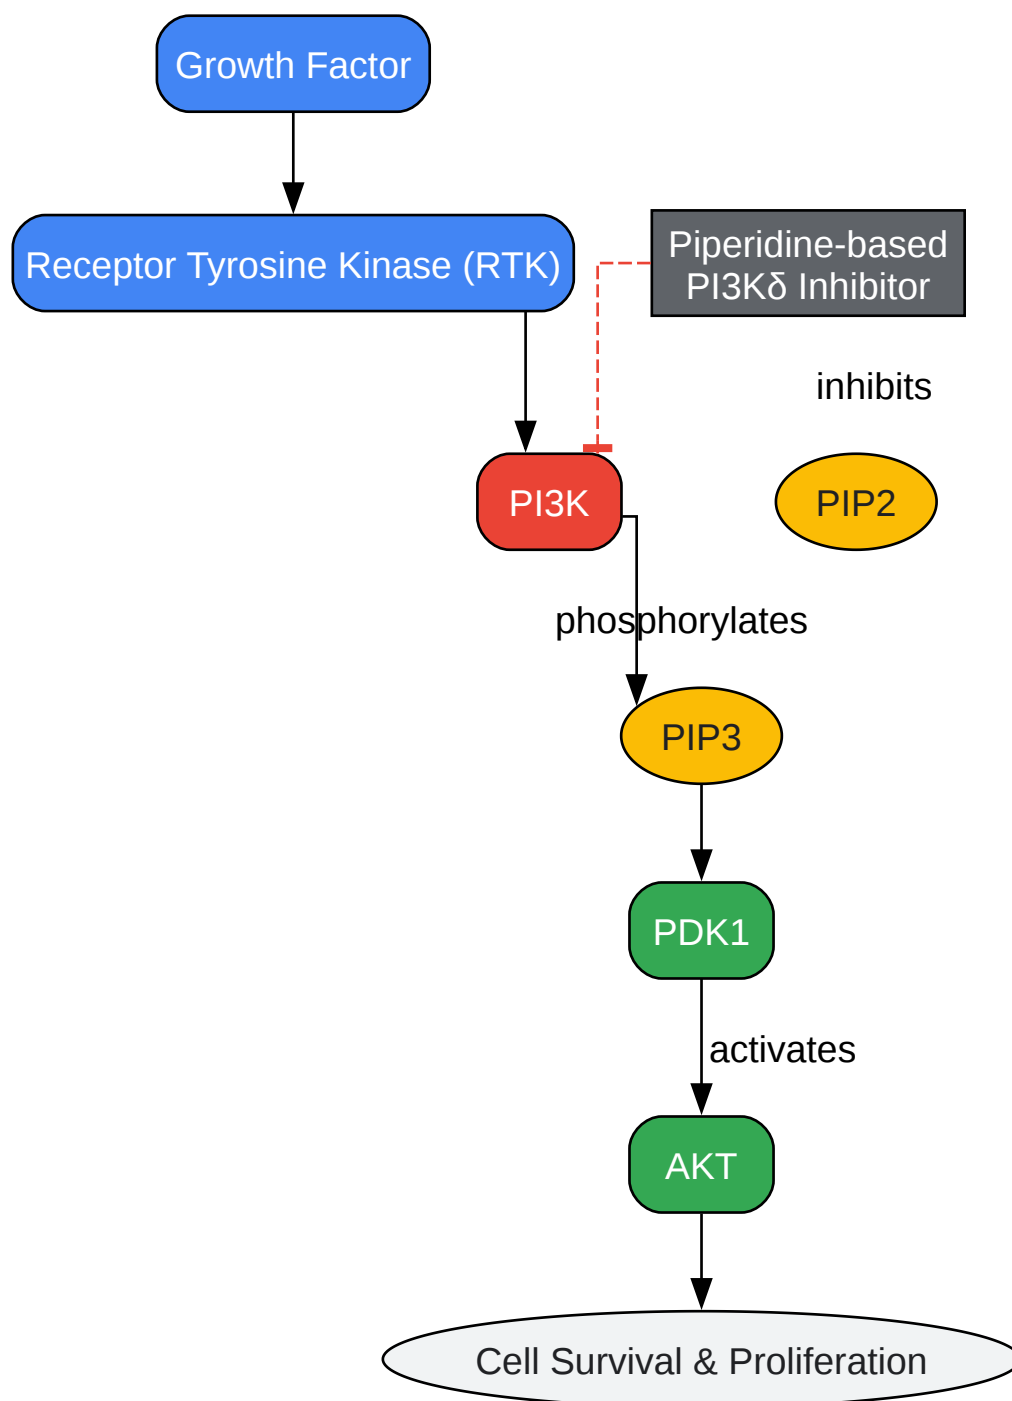 Growth Factor
Receptor Tyrosine Kinase (RTK)
Piperidine-based
PI3Kδ Inhibitor
inhibits
PI3K
PIP2
phosphorylates
PIP3
PDK1
activates
AKT
Cell Survival & Proliferation